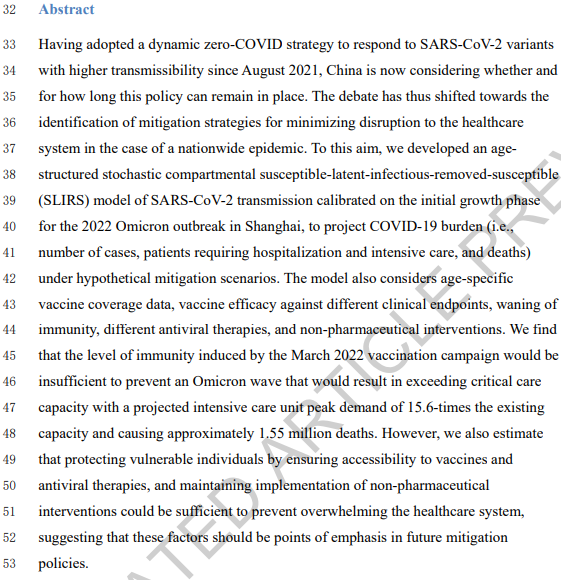 32 Abstract
33 Having adopted a dynamic zero-COVID strategy to respond to SARS-CoV-2 variants
34 with higher transmissibility since August 2021, China is now considering whether and
35 for how long this policy can remain in place. The debate has thus shifted towards the
36 identification of mitigation strategies for minimizing disruption to the healthcare
37 system in the case of a nationwide epidemic. To this aim, we developed an age-
38 structured stochastic compartmental susceptible-latent-infectious-removed-susceptible
39 (SLIRS) model of SARS-CoV-2 transmission calibrated on the initial growth phase
40 for the 2022 Omicron outbreak in Shanghai, to project COVID-19 burden (i.e.,
41 number of cases, patients requiring hospitalization and intensive care, and deaths)
42 under hypothetical mitigation scenarios. The model also considers age-specific
43 vaccine coverage data, vaccine efficacy against different clinical endpoints, waning of
44 immunity, different antiviral therapies, and non-pharmaceutical interventions. We find
45 that the level of immunity induced by the March 2022 vaccination campaign would be
46 insufficient to prevent an Omicron wave that would result in exceeding critical care
47 capacity with a projected intensive care unit peak demand of 15.6-times the existing
48 capacity and causing approximately 1.55 million deaths. However, we also estimate
49 that protecting vulnerable individuals by ensuring accessibility to vaccines and
50 antiviral therapies, and maintaining implementation of non-pharmaceutical
51 interventions could be sufficient to prevent overwhelming the healthcare system,
52 suggesting that these factors should be points of emphasis in future mitigation
53 policies.
ATED ARTICLE PREV